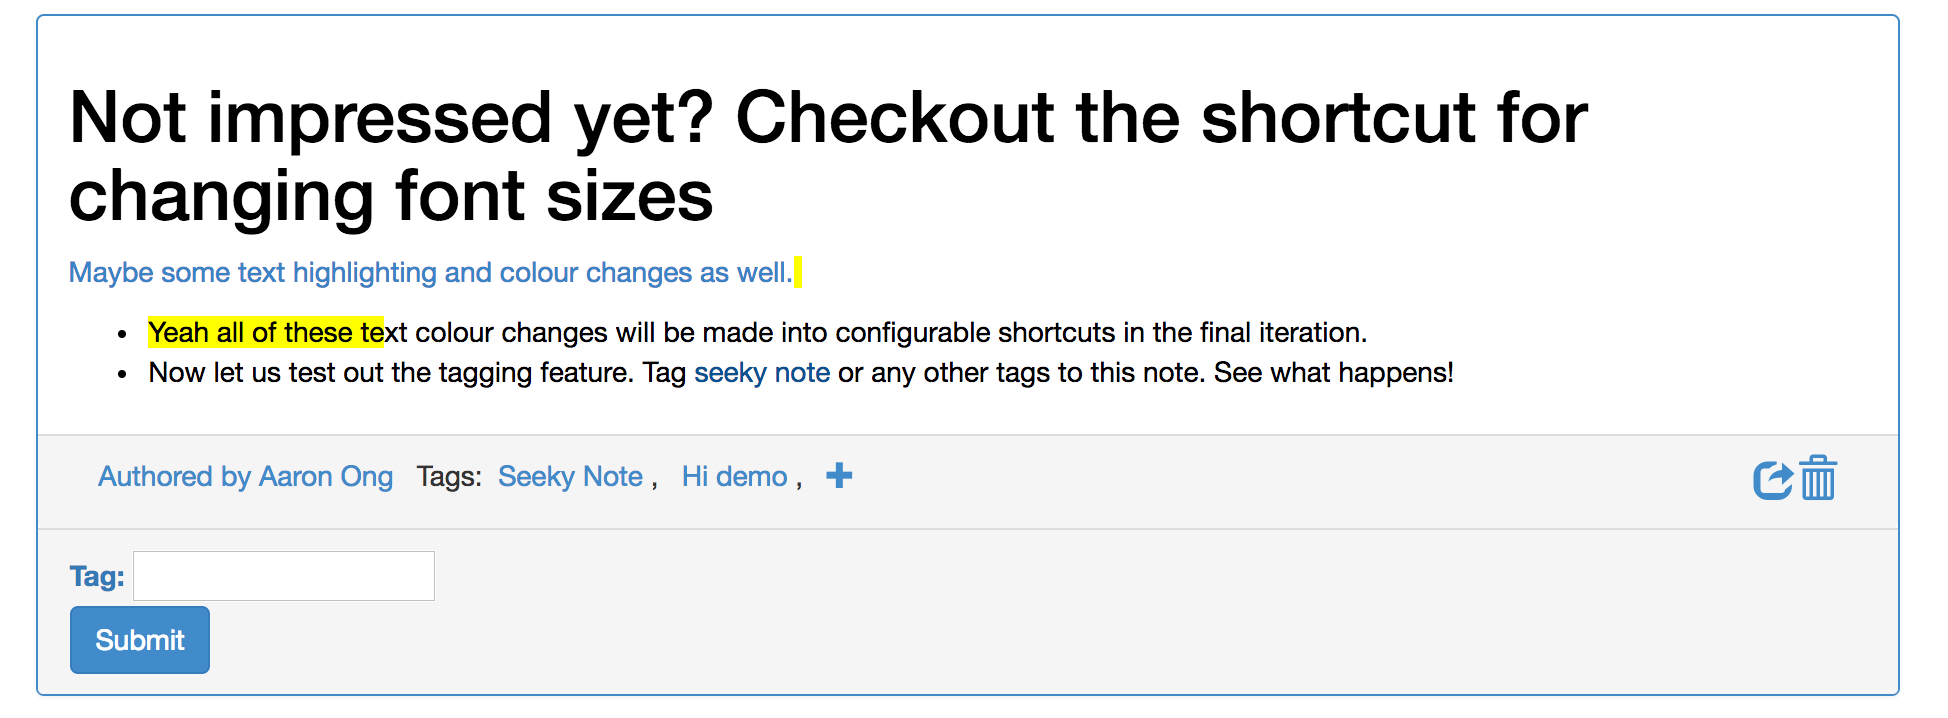 Not impressed yet? Checkout the shortcut for
changing font sizes
Maybe some text highlighting and colour changes as well.
• Yeah all of these text colour changes will be made into configurable shortcuts in the final iteration.
• Now let us test out the tagging feature. Tag seeky note or any other tags to this note. See what happens!
Authored by Aaron Ong Tags: Seeky Note , Hi demo ,
Tag:
Submit